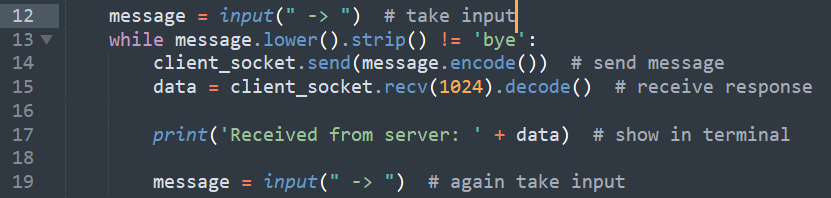 12 message = input(" -> ")  # take input
13 while message.lower().strip() != 'bye':
14 client_socket.send(message.encode())  # send message
15 data = client_socket.recv(1024).decode()  # receive response
16
17 print('Received from server: ' + data)  # show in terminal
18
19 message = input(" -> ")  # again take input